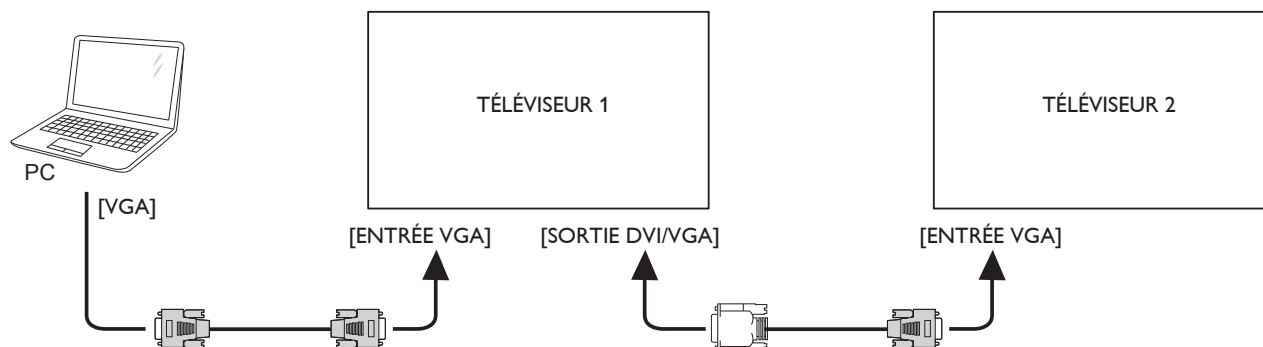 TÉLÉVISEUR 1
TÉLÉVISEUR 2
PC
[VGA]
[ENTRÉE VGA]
[SORTIE DVI/VGA]
[ENTRÉE VGA]